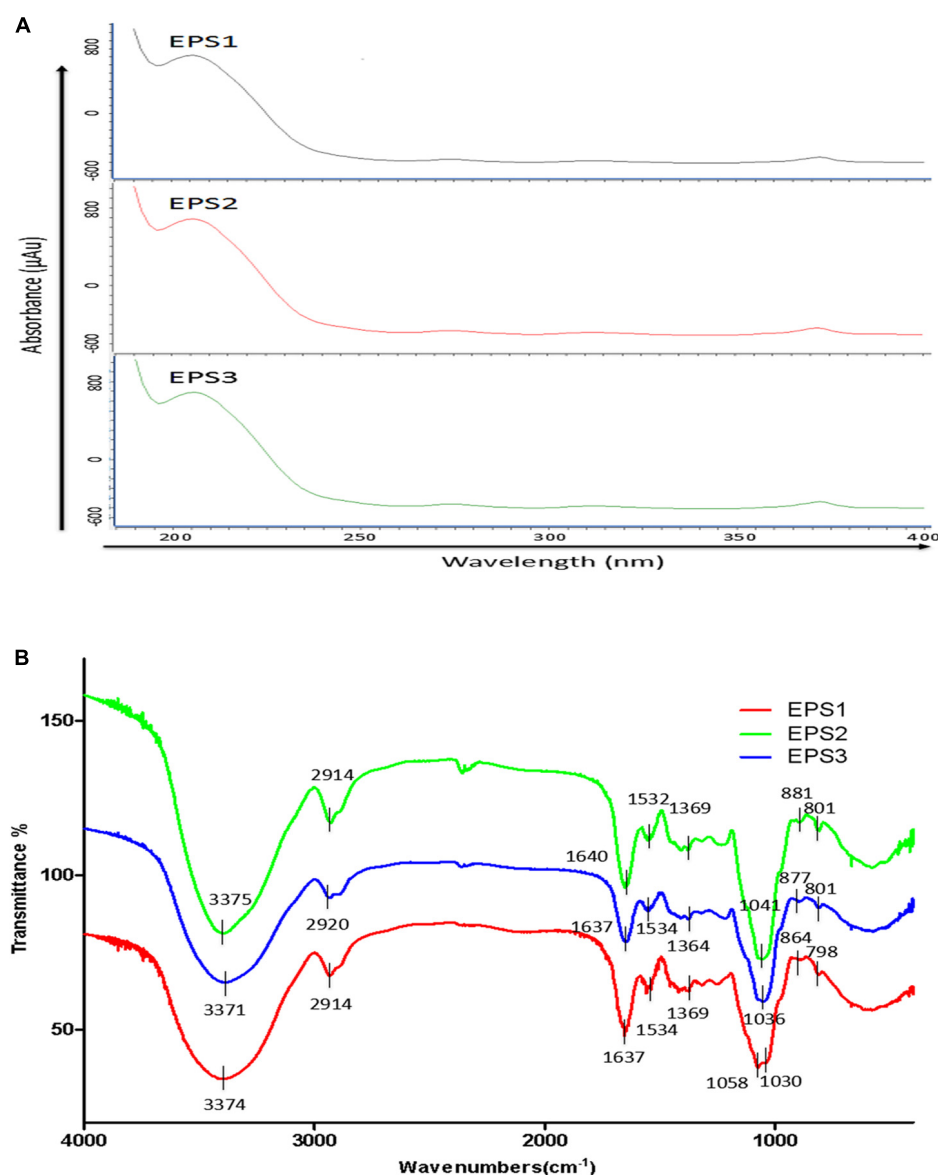 A
EPS1
800
0
-600
EPS2
800
0
-600
EPS3
800
0
-600
Absorbance (µAu)
200 250 300 350 400
Wavelength (nm)
B
150
100
50
Transmittance %
EPS1
EPS2
EPS3
2914
1532 1369
881
801
3375
1640
1041
877
801
2920
1637
1534
1364
864
798
3371
2914
1534
1369
1036
3374
1637
1058 1030
4000 3000 2000 1000
Wavenumbers(cm⁻¹)